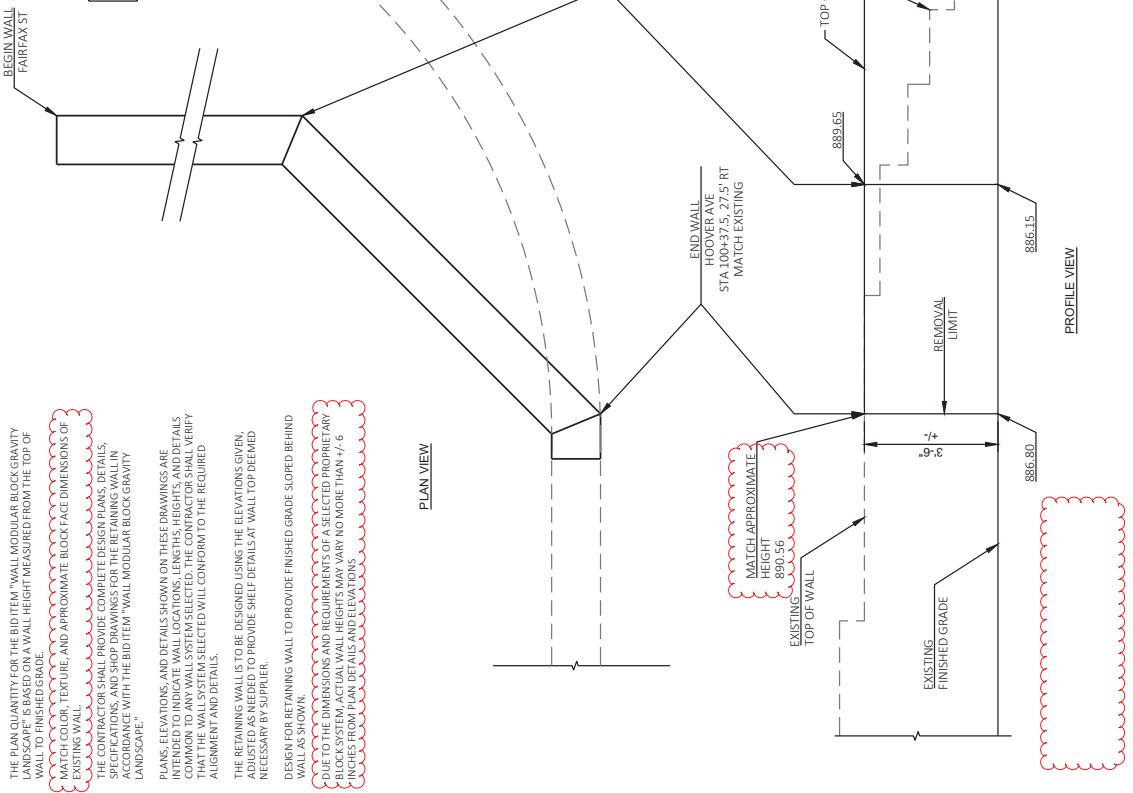 THE PLAN QUANTITY FOR THE BID ITEM "WALL MODULAR BLOCK GRAVITY
LANDSCAPE" IS BASED ON A WALL HEIGHT MEASURED FROM THE TOP OF
WALL TO FINISHED GRADE.
MATCH COLOR, TEXTURE, AND APPROXIMATE BLOCK FACE DIMENSIONS OF
EXISTING WALL.
THE CONTRACTOR SHALL PROVIDE COMPLETE DESIGN PLANS, DETAILS,
SPECIFICATIONS, AND SHOP DRAWINGS FOR THE RETAINING WALL IN
ACCORDANCE WITH THE BID ITEM "WALL MODULAR BLOCK GRAVITY
LANDSCAPE."
PLANS, ELEVATIONS, AND DETAILS SHOWN ON THESE DRAWINGS ARE
INTENDED TO INDICATE WALL LOCATIONS, LENGTHS, HEIGHTS, AND DETAILS
COMMON TO ANY WALL SYSTEM SELECTED. THE CONTRACTOR SHALL VERIFY
THAT THE WALL SYSTEM SELECTED WILL CONFORM TO THE REQUIRED
ALIGNMENT AND DETAILS.
THE RETAINING WALL IS TO BE DESIGNED USING THE ELEVATIONS GIVEN,
ADJUSTED AS NEEDED TO PROVIDE SHELF DETAILS AT WALL TOP DEEMED
NECESSARY BY SUPPLIER.
DESIGN FOR RETAINING WALL TO PROVIDE FINISHED GRADE SLOPED BEHIND
WALL AS SHOWN.
DUE TO THE DIMENSIONS AND REQUIREMENTS OF A SELECTED PROPRIETARY
BLOCK SYSTEM, ACTUAL WALL HEIGHTS MAY VARY NO MORE THAN +/- 6
INCHES FROM PLAN DETAILS AND ELEVATIONS
BEGIN WALL
FAIRFAX ST
PLAN VIEW
END WALL
HOOVER AVE
STA 100+37.5, 27.5' RT
MATCH EXISTING
MATCH APPROXIMATE
HEIGHT
890.56
EXISTING
TOP OF WALL
EXISTING
FINISHED GRADE
3'-6"
+/-
REMOVAL
LIMIT
886.80
889.65
886.15
TOP
PROFILE VIEW